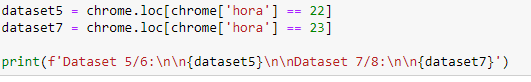 dataset5 = chrome.loc[chrome['hora'] == 22]
dataset7 = chrome.loc[chrome['hora'] == 23]
print(f'Dataset 5/6:\n\n{dataset5}\n\nDataset 7/8:\n\n{dataset7}')